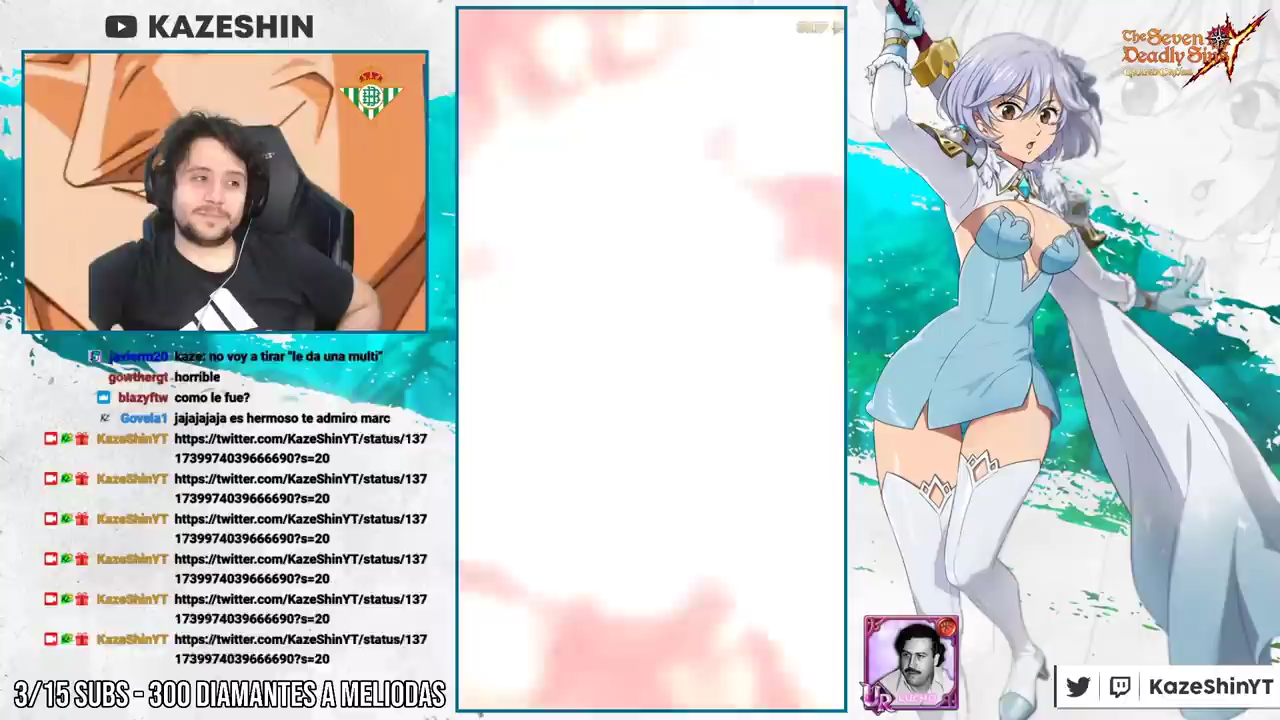 KAZESHIN
SKIP
The Seven
Deadly Sins
javierm20 kaze: no voy a tirar "le da una multi"
gowthergt horrible
blazyftw como le fue?
Govela1 jajajajaja es hermoso te admiro marc
KazeShinYT https://twitter.com/KazeShinYT/status/137
1739974039666690?s=20
KazeShinYT https://twitter.com/KazeShinYT/status/137
1739974039666690?s=20
KazeShinYT https://twitter.com/KazeShinYT/status/137
1739974039666690?s=20
KazeShinYT https://twitter.com/KazeShinYT/status/137
1739974039666690?s=20
KazeShinYT https://twitter.com/KazeShinYT/status/137
1739974039666690?s=20
KazeShinYT https://twitter.com/KazeShinYT/status/137
1739974039666690?s=20
3/15 SUBS - 300 DIAMANTES A MELIODAS
UR
KazeShinYT